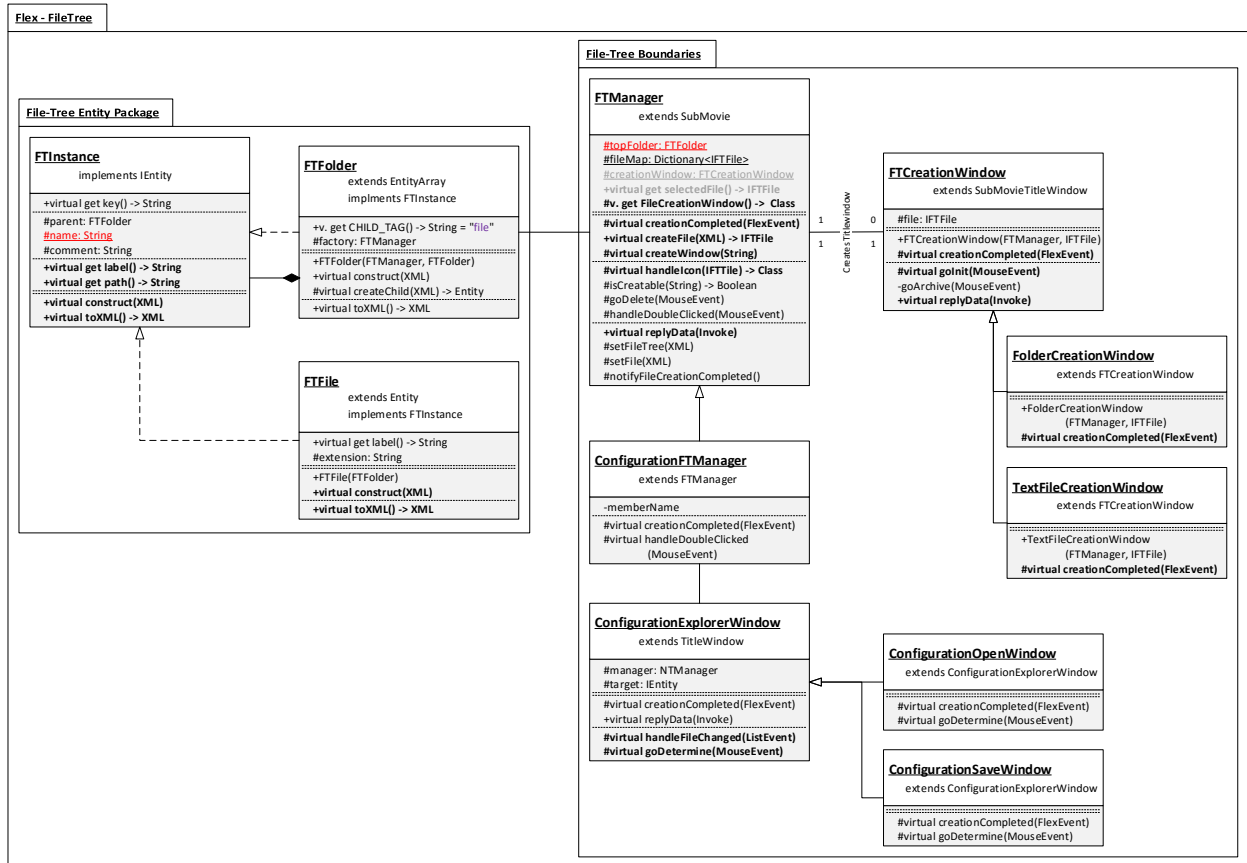 Flex - FileTree
File-Tree Entity Package
FTInstance
implements IEntity
+virtual get key() -> String
#parent: FTFolder
#name: String
#comment: String
+virtual get label() -> String
+virtual get path() -> String
+virtual construct(XML)
+virtual toXML() -> XML
FTFolder
extends EntityArray
implments FTInstance
+v. get CHILD_TAG() -> String = "file"
#factory: FTManager
+FTFolder(FTManager, FTFolder)
+virtual construct(XML)
#virtual createChild(XML) -> Entity
+virtual toXML() -> XML
FTFile
extends Entity
implements FTInstance
+virtual get label() -> String
#extension: String
+FTFile(FTFolder)
+virtual construct(XML)
+virtual toXML() -> XML
File-Tree Boundaries
FTManager
extends SubMovie
#topFolder: FTFolder
#fileMap: Dictionary<IFTFile>
#creationWindow: FTCreationWindow
+virtual get selectedFile() -> IFTFile
#v. get FileCreationWindow() -> Class
#virtual creationCompleted(FlexEvent)
+virtual createFile(XML) -> IFTFile
#virtual createWindow(String)
#virtual handleIcon(IFTTile) -> Class
#isCreatable(String) -> Boolean
#goDelete(MouseEvent)
#handleDoubleClicked(MouseEvent)
+virtual replyData(Invoke)
#setFileTree(XML)
#setFile(XML)
#notifyFileCreationCompleted()
1
1
Creates Titlewindow
0
1
FTCreationWindow
extends SubMovieTitleWindow
#file: IFTFile
+FTCreationWindow(FTManager, IFTFile)
#virtual creationCompleted(FlexEvent)
#virtual goInit(MouseEvent)
-goArchive(MouseEvent)
+virtual replyData(Invoke)
FolderCreationWindow
extends FTCreationWindow
+FolderCreationWindow
(FTManager, IFTFile)
#virtual creationCompleted(FlexEvent)
TextFileCreationWindow
extends FTCreationWindow
+TextFileCreationWindow
(FTManager, IFTFile)
#virtual creationCompleted(FlexEvent)
ConfigurationFTManager
extends FTManager
-memberName
#virtual creationCompleted(FlexEvent)
#virtual handleDoubleClicked
(MouseEvent)
ConfigurationExplorerWindow
extends TitleWindow
#manager: NTManager
#target: IEntity
#virtual creationCompleted(FlexEvent)
+virtual replyData(Invoke)
#virtual handleFileChanged(ListEvent)
#virtual goDetermine(MouseEvent)
ConfigurationOpenWindow
extends ConfigurationExplorerWindow
#virtual creationCompleted(FlexEvent)
#virtual goDetermine(MouseEvent)
ConfigurationSaveWindow
extends ConfigurationExplorerWindow
#virtual creationCompleted(FlexEvent)
#virtual goDetermine(MouseEvent)